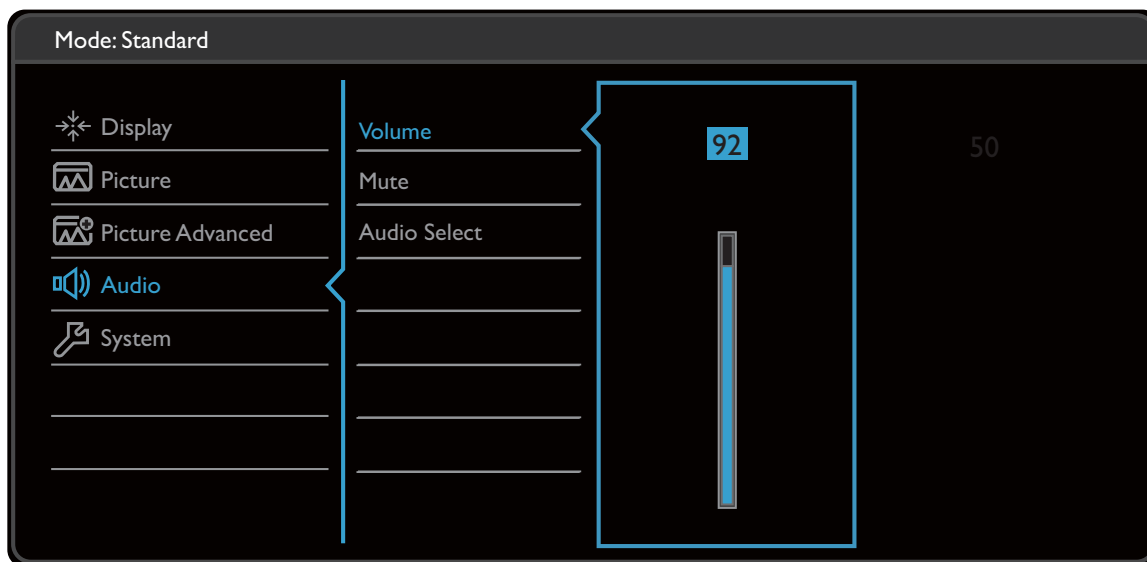 Mode: Standard
Display
Picture
Picture Advanced
Audio
System
Volume
Mute
Audio Select
92
50